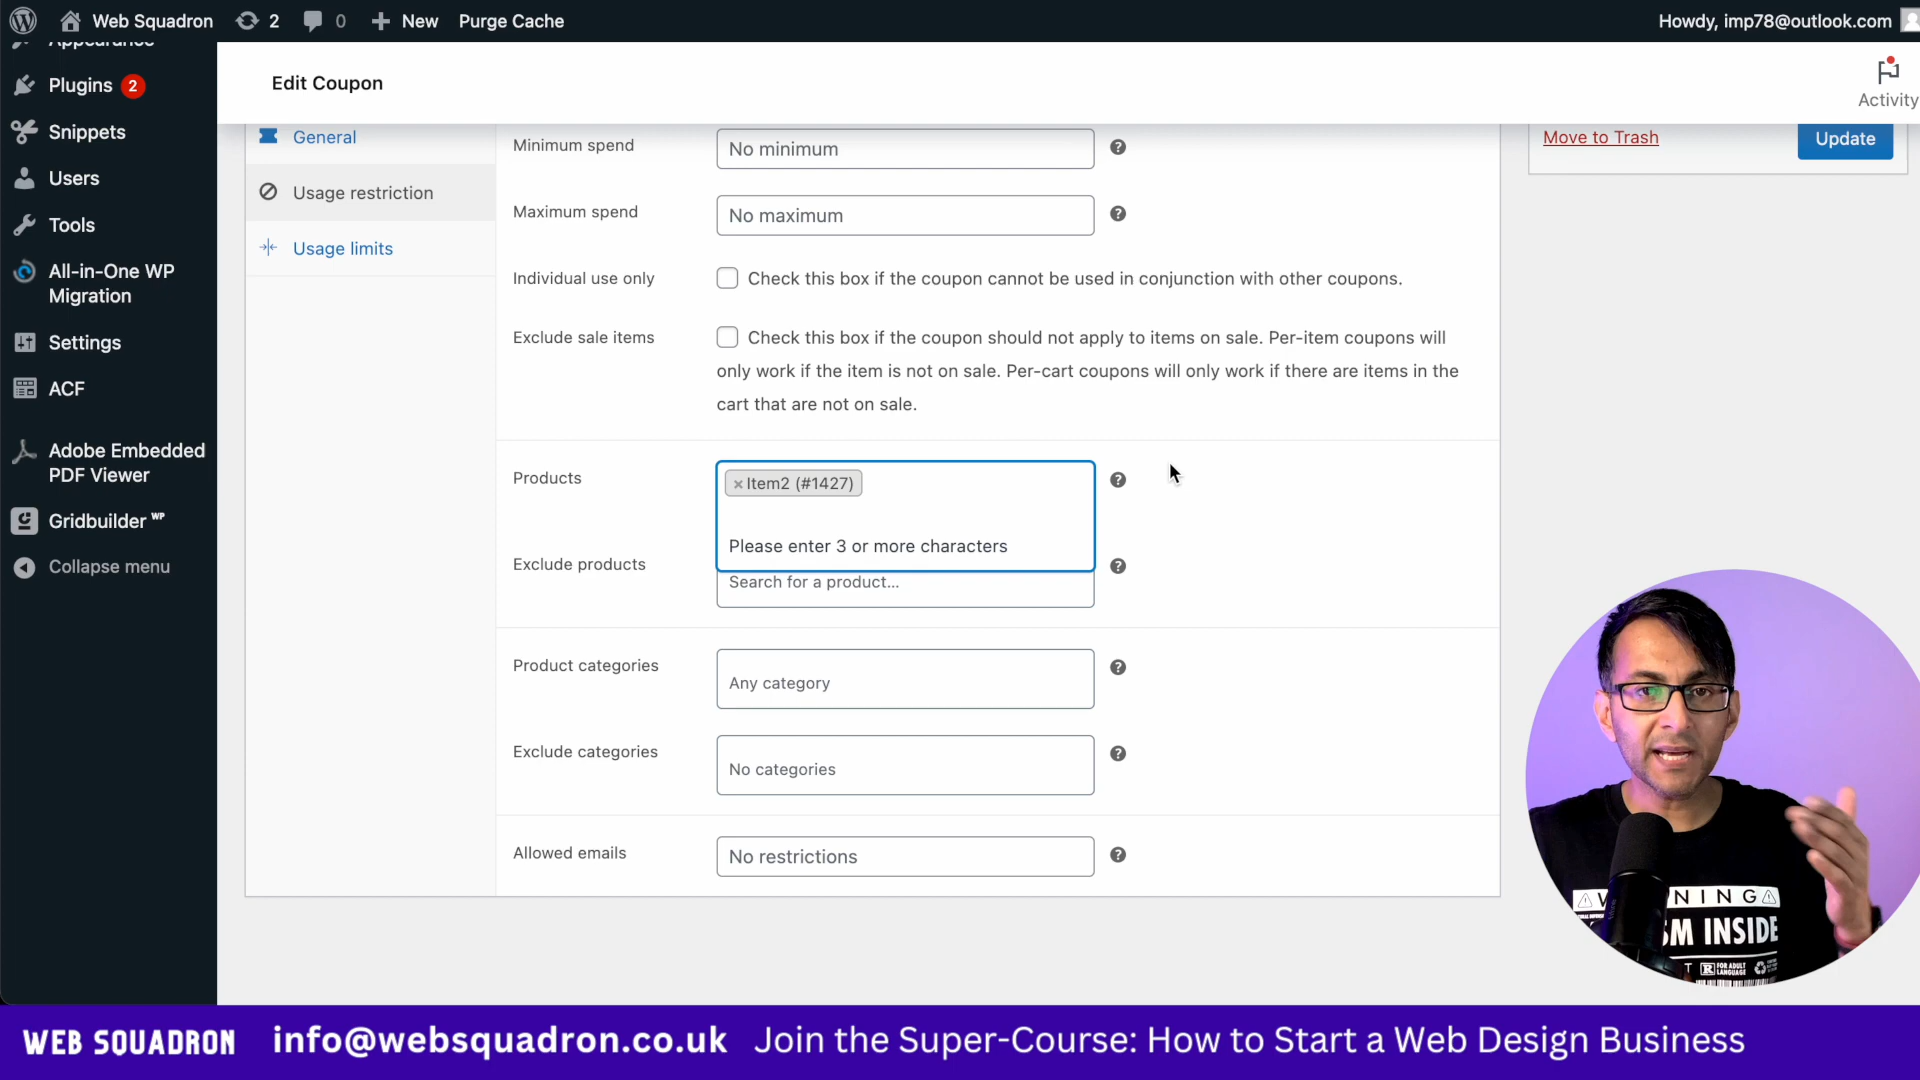 Web Squadron
2
0
New
Purge Cache
Howdy, imp78@outlook.com
Appearance
Plugins 2
Snippets
Users
Tools
All-in-One WP
Migration
Settings
ACF
Adobe Embedded
PDF Viewer
Gridbuilder WP
Collapse menu
Edit Coupon
Activity
General
Usage restriction
Usage limits
Minimum spend
No minimum
Maximum spend
No maximum
Individual use only
Check this box if the coupon cannot be used in conjunction with other coupons.
Exclude sale items
Check this box if the coupon should not apply to items on sale. Per-item coupons will
only work if the item is not on sale. Per-cart coupons will only work if there are items in the
cart that are not on sale.
Products
×Item2 (#1427)
Please enter 3 or more characters
Exclude products
Search for a product...
Product categories
Any category
Exclude categories
No categories
Allowed emails
No restrictions
Move to Trash
Update
INSIDE
FOR ADULT
LANGUAGE
WEB SQUADRON
info@websquadron.co.uk
Join the Super-Course: How to Start a Web Design Business